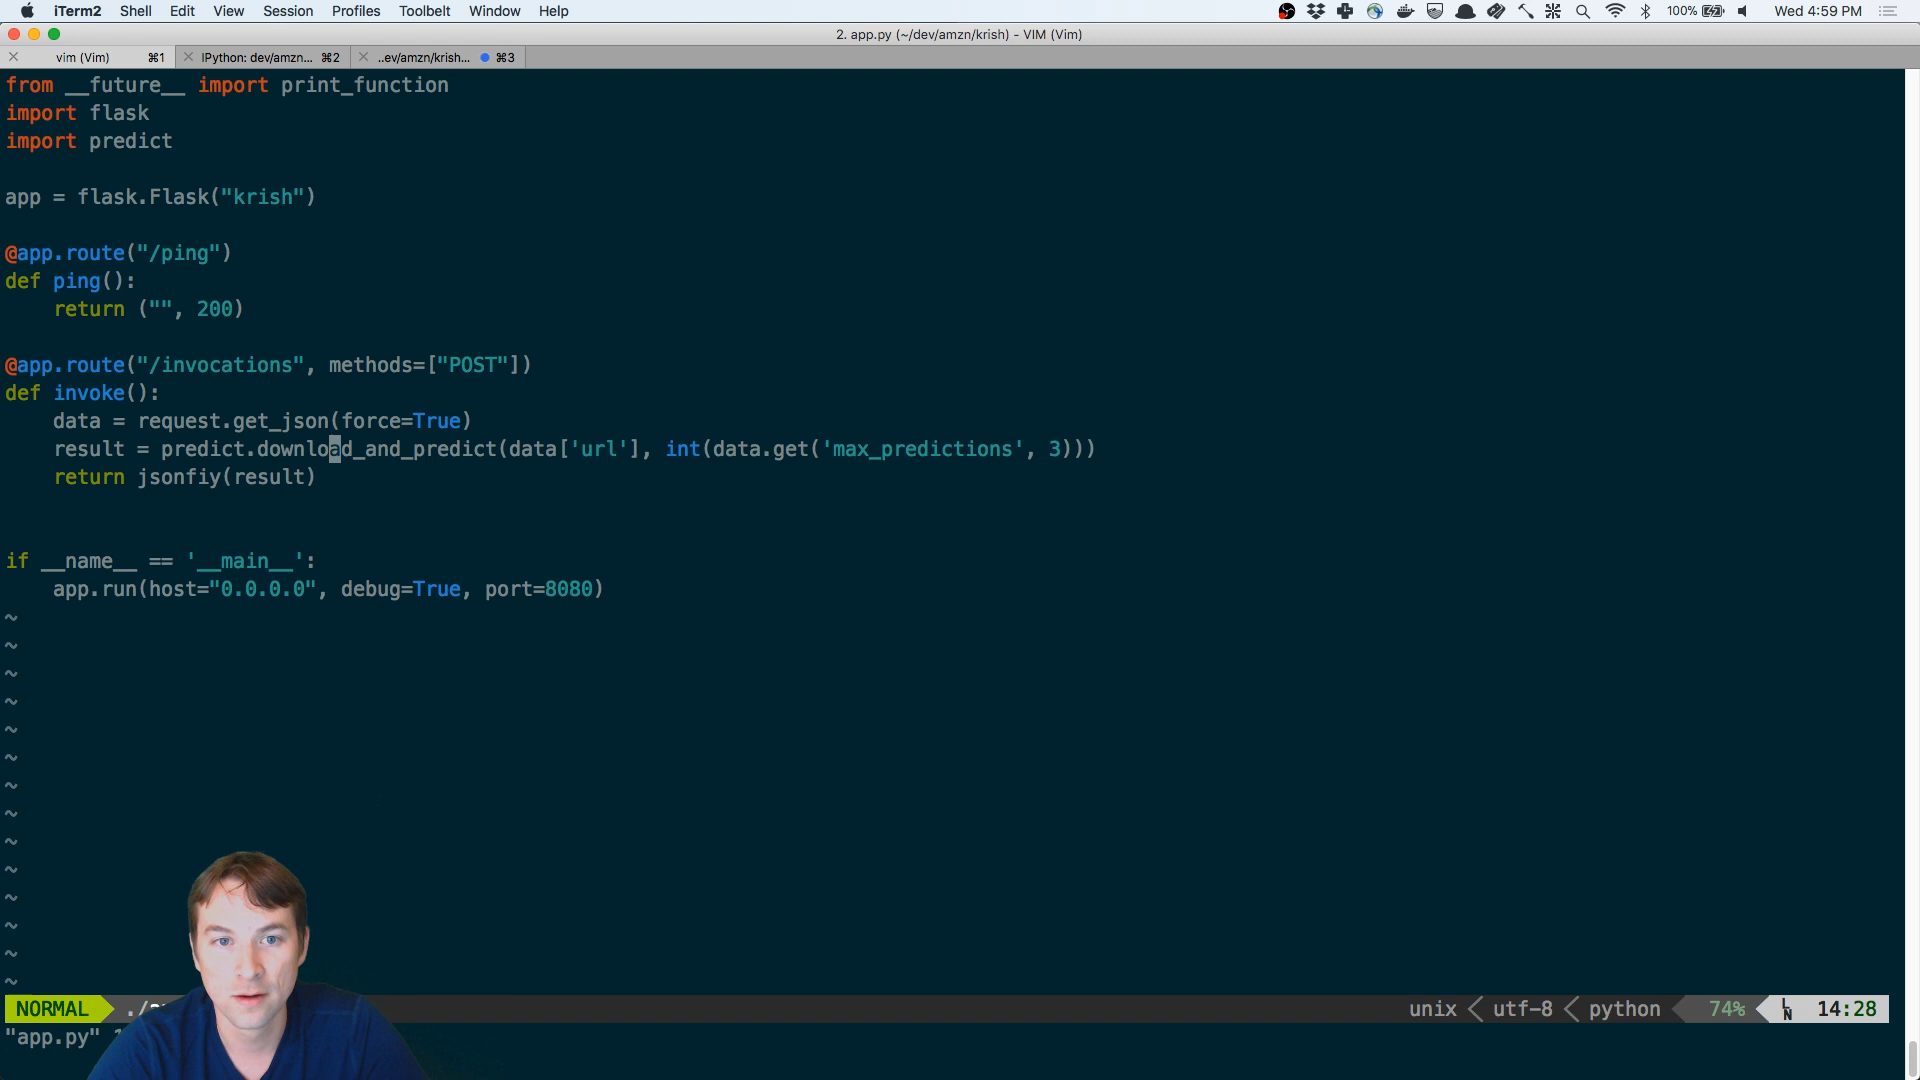 iTerm2 Shell Edit View Session Profiles Toolbelt Window Help 100% Wed 4:59 PM
2. app.py (~/dev/amzn/krish) - VIM (Vim)
vim (Vim) ⌘1 IPython: dev/amzn... ⌘2 ..ev/amzn/krish... ⌘3
from __future__ import print_function
import flask
import predict
app = flask.Flask("krish")
@app.route("/ping")
def ping():
    return ("", 200)
@app.route("/invocations", methods=["POST"])
def invoke():
    data = request.get_json(force=True)
    result = predict.download_and_predict(data['url'], int(data.get('max_predictions', 3)))
    return jsonfiy(result)
if __name__ == '__main__':
    app.run(host="0.0.0.0", debug=True, port=8080)
~
~
~
~
~
~
~
~
~
~
~
~
~
~
NORMAL unix utf-8 python 74% LN 14:28
"app.py"